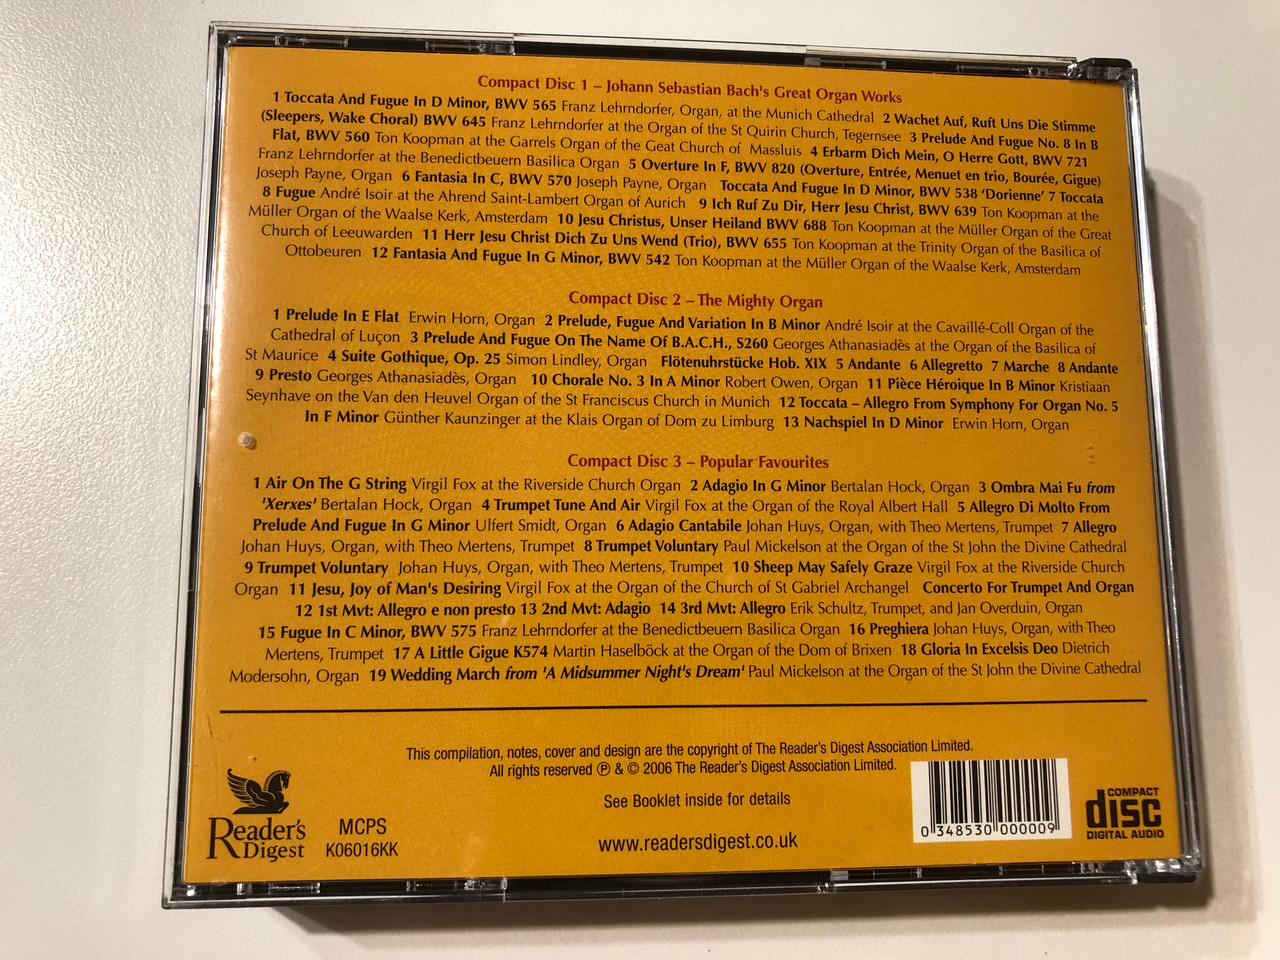 Compact Disc 1 – Johann Sebastian Bach's Great Organ Works
1 Toccata And Fugue In D Minor, BWV 565 Franz Lehrndorfer, Organ, at the Munich Cathedral 2 Wachet Auf, Ruft Uns Die Stimme
(Sleepers, Wake Choral) BWV 645 Franz Lehrndorfer at the Organ of the St Quirin Church, Tegernsee 3 Prelude And Fugue No. 8 In B
Flat, BWV 560 Ton Koopman at the Garrels Organ of the Geat Church of Massluis 4 Erbarm Dich Mein, O Herre Gott, BWV 721
Franz Lehrndorfer at the Benedictbeuern Basilica Organ 5 Overture In F, BWV 820 (Overture, Entrée, Menuet en trio, Bourée, Gigue)
Joseph Payne, Organ 6 Fantasia In C, BWV 570 Joseph Payne, Organ Toccata And Fugue In D Minor, BWV 538 ‘Dorienne’ 7 Toccata
8 Fugue André Isoir at the Ahrend Saint-Lambert Organ of Aurich 9 Ich Ruf Zu Dir, Herr Jesu Christ, BWV 639 Ton Koopman at the
Müller Organ of the Waalse Kerk, Amsterdam 10 Jesu Christus, Unser Heiland BWV 688 Ton Koopman at the Müller Organ of the Great
Church of Leeuwarden 11 Herr Jesu Christ Dich Zu Uns Wend (Trio), BWV 655 Ton Koopman at the Trinity Organ of the Basilica of
Ottobeuren 12 Fantasia And Fugue In G Minor, BWV 542 Ton Koopman at the Müller Organ of the Waalse Kerk, Amsterdam
Compact Disc 2 – The Mighty Organ
1 Prelude In E Flat Erwin Horn, Organ 2 Prelude, Fugue And Variation In B Minor André Isoir at the Cavaillé-Coll Organ of the
Cathedral of Luçon 3 Prelude And Fugue On The Name Of B.A.C.H., S260 Georges Athanasiadès at the Organ of the Basilica of
St Maurice 4 Suite Gothique, Op. 25 Simon Lindley, Organ Flötenuhrstücke Hob. XIX 5 Andante 6 Allegretto 7 Marche 8 Andante
9 Presto Georges Athanasiadès, Organ 10 Chorale No. 3 In A Minor Robert Owen, Organ 11 Pièce Héroique In B Minor Kristiaan
Seynhave on the Van den Heuvel Organ of the St Franciscus Church in Munich 12 Toccata – Allegro From Symphony For Organ No. 5
In F Minor Günther Kaunzinger at the Klais Organ of Dom zu Limburg 13 Nachspiel In D Minor Erwin Horn, Organ
Compact Disc 3 – Popular Favourites
1 Air On The G String Virgil Fox at the Riverside Church Organ 2 Adagio In G Minor Bertalan Hock, Organ 3 Ombra Mai Fu from
'Xerxes' Bertalan Hock, Organ 4 Trumpet Tune And Air Virgil Fox at the Organ of the Royal Albert Hall 5 Allegro Di Molto From
Prelude And Fugue In G Minor Ulfert Smidt, Organ 6 Adagio Cantabile Johan Huys, Organ, with Theo Mertens, Trumpet 7 Allegro
Johan Huys, Organ, with Theo Mertens, Trumpet 8 Trumpet Voluntary Paul Mickelson at the Organ of the St John the Divine Cathedral
9 Trumpet Voluntary Johan Huys, Organ, with Theo Mertens, Trumpet 10 Sheep May Safely Graze Virgil Fox at the Riverside Church
Organ 11 Jesu, Joy of Man's Desiring Virgil Fox at the Organ of the Church of St Gabriel Archangel Concerto For Trumpet And Organ
12 1st Mvt: Allegro e non presto 13 2nd Mvt: Adagio 14 3rd Mvt: Allegro Erik Schultz, Trumpet, and Jan Overduin, Organ
15 Fugue In C Minor, BWV 575 Franz Lehrndorfer at the Benedictbeuern Basilica Organ 16 Preghiera Johan Huys, Organ, with Theo
Mertens, Trumpet 17 A Little Gigue K574 Martin Haselböck at the Organ of the Dom of Brixen 18 Gloria In Excelsis Deo Dietrich
Modersohn, Organ 19 Wedding March from 'A Midsummer Night's Dream' Paul Mickelson at the Organ of the St John the Divine Cathedral
This compilation, notes, cover and design are the copyright of The Reader's Digest Association Limited.
All rights reserved ℗ & © 2006 The Reader's Digest Association Limited.
See Booklet inside for details
www.readersdigest.co.uk
Reader's
Digest
MCPS
K06016KK
0 348530 000009
COMPACT
disc
DIGITAL AUDIO